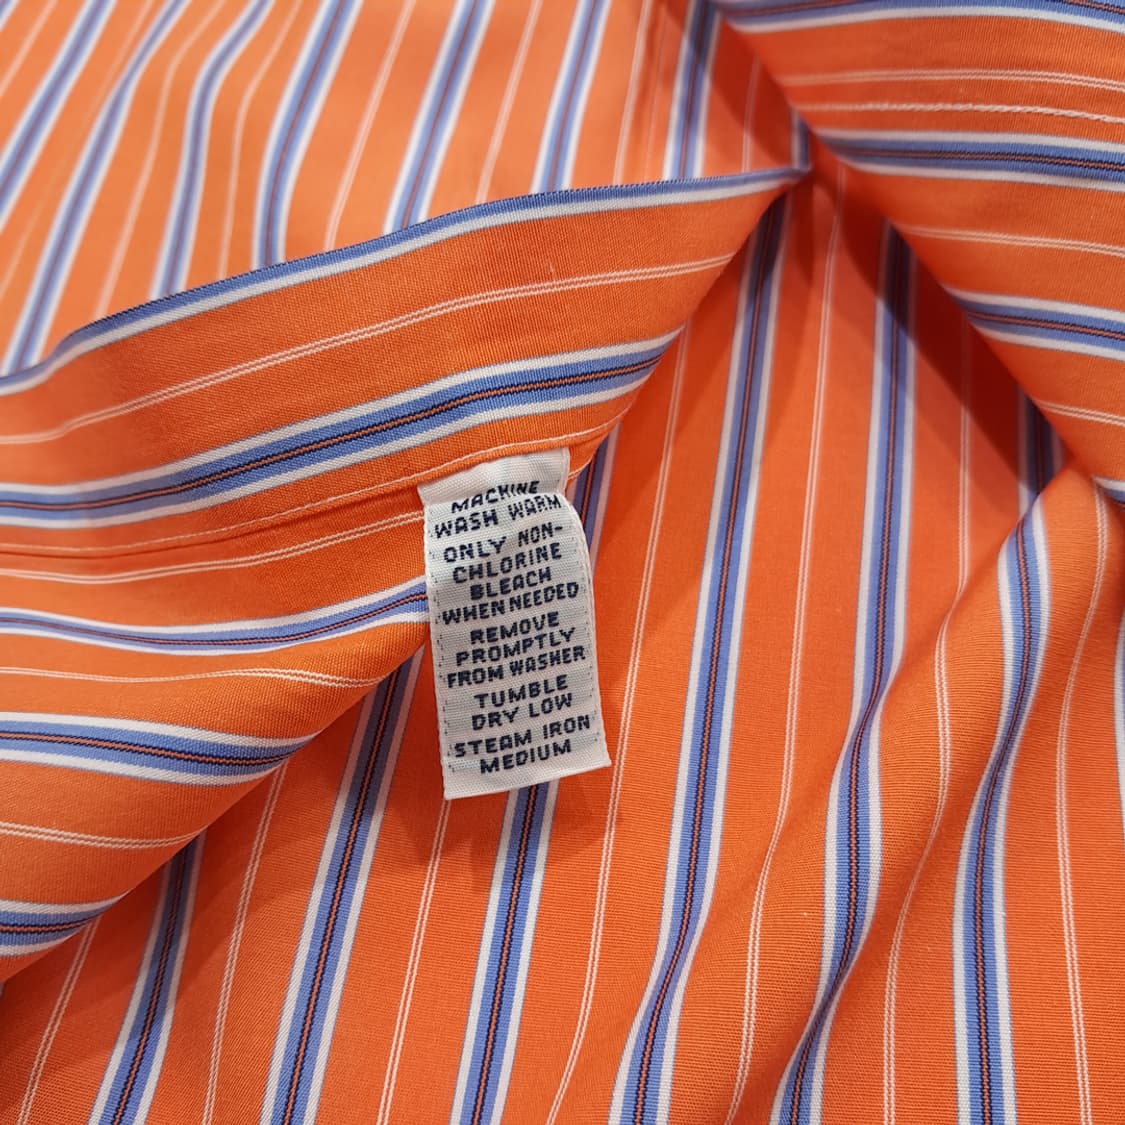 MACHINE
WASH WARM
ONLY NON-
CHLORINE
BLEACH
WHEN NEEDED
REMOVE
PROMPTLY
FROM WASHER
TUMBLE
DRY LOW
STEAM IRON
MEDIUM